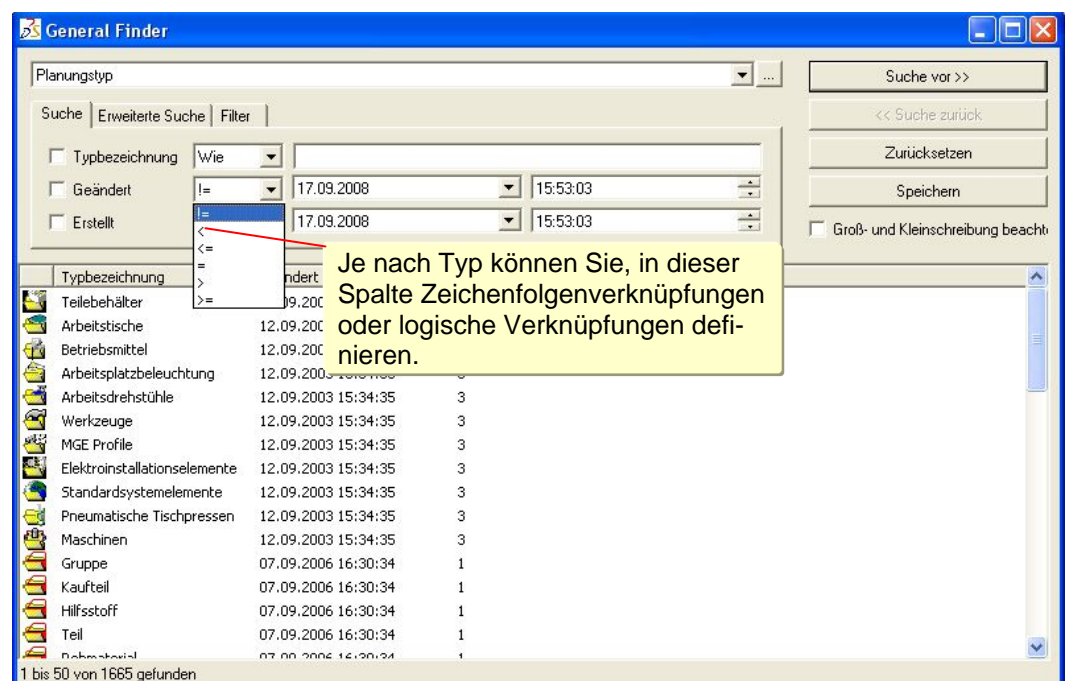 General Finder
Planungstyp
...
Suche vor >>
Suche Erweiterte Suche Filter
<< Suche zurück
Typbezeichnung Wie
Zurücksetzen
Geändert != 17.09.2008 15:53:03
Speichern
Erstellt 17.09.2008 15:53:03
Groß- und Kleinschreibung
!=
<
<=
=
>
>=
Je nach Typ können Sie, in dieser
Spalte Zeichenfolgenverknüpfungen
oder logische Verknüpfungen defi-
nieren.
Typbezeichnung
Teilebehälter
Arbeitstische
Betriebsmittel
Arbeitsplatzbeleuchtung
Arbeitsdrehstühle 12.09.2003 15:34:35 3
Werkzeuge 12.09.2003 15:34:35 3
MGE Profile 12.09.2003 15:34:35 3
Elektroinstallationselemente 12.09.2003 15:34:35 3
Standardsystemelemente 12.09.2003 15:34:35 3
Pneumatische Tischpressen 12.09.2003 15:34:35 3
Maschinen 12.09.2003 15:34:35 3
Gruppe 07.09.2006 16:30:34 1
Kaufteil 07.09.2006 16:30:34 1
Hilfsstoff 07.09.2006 16:30:34 1
Teil 07.09.2006 16:30:34 1
Rohmaterial 07.09.2006 16:30:34 1
1 bis 50 von 1665 gefunden